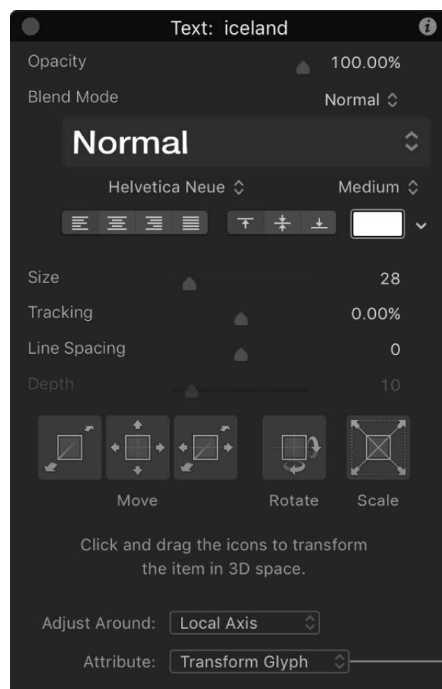 Text: iceland
Opacity 100.00%
Blend Mode Normal
Normal
Helvetica Neue Medium
Size 28
Tracking 0.00%
Line Spacing 0
Depth 10
Move Rotate Scale
Click and drag the icons to transform
the item in 3D space.
Adjust Around: Local Axis
Attribute: Transform Glyph